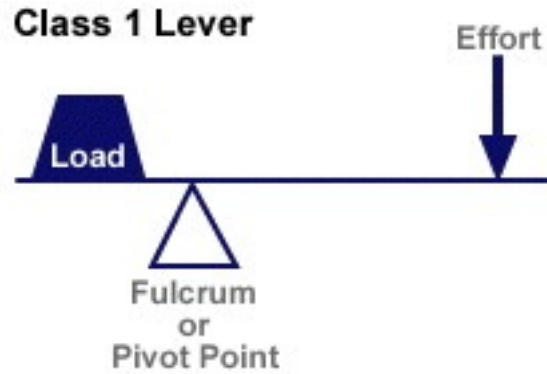 Class 1 Lever
Effort
Load
Fulcrum
or
Pivot Point